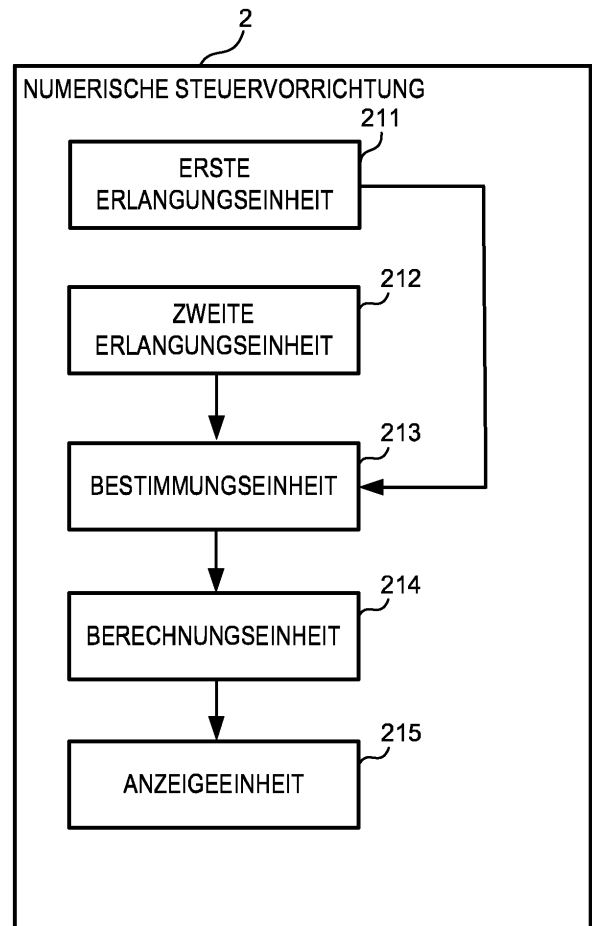 2
NUMERISCHE STEUERVORRICHTUNG
211
ERSTE
ERLANGUNGSEINHEIT
212
ZWEITE
ERLANGUNGSEINHEIT
213
BESTIMMUNGSEINHEIT
214
BERECHNUNGSEINHEIT
215
ANZEIGEEINHEIT